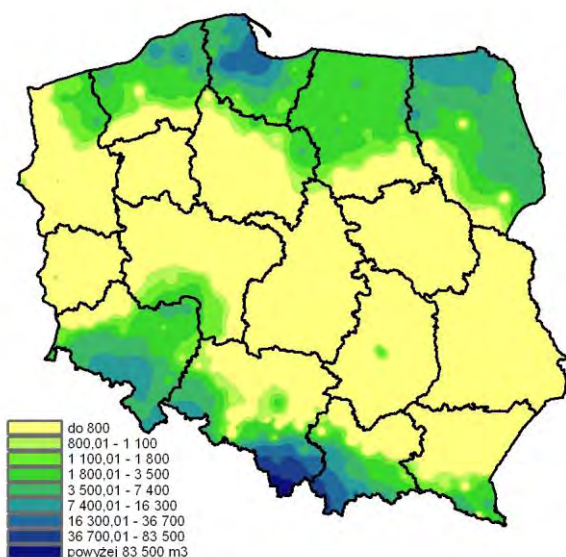 do 800
800,01 - 1 100
1 100,01 - 1 800
1 800,01 - 3 500
3 500,01 - 7 400
7 400,01 - 16 300
16 300,01 - 36 700
36 700,01 - 83 500
powyżej 83 500 m3